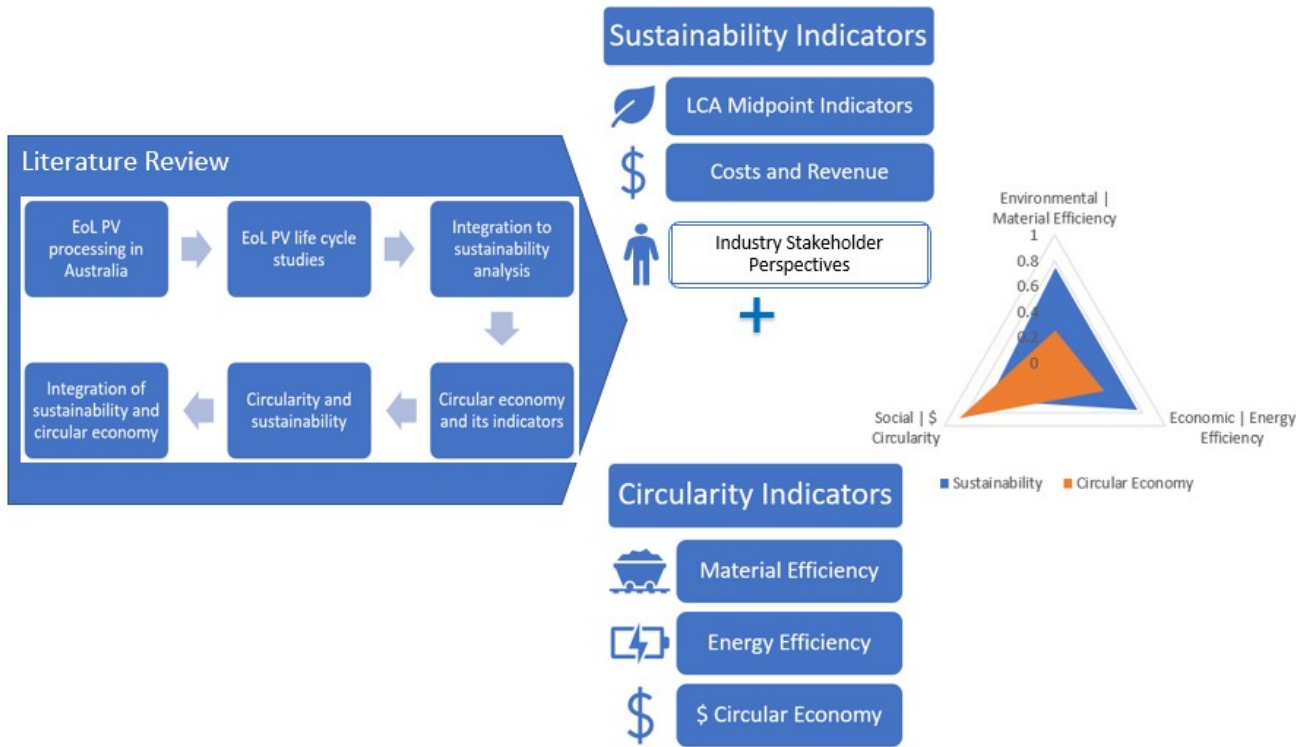 Sustainability Indicators
LCA Midpoint Indicators
$
Costs and Revenue
Industry Stakeholder
Perspectives
+
Literature Review
EoL PV
processing in
Australia
EoL PV life cycle
studies
Integration to
sustainability
analysis
Circular economy
and its indicators
Circularity and
sustainability
Integration of
sustainability and
circular economy
Circularity Indicators
Material Efficiency
Energy Efficiency
$
$ Circular Economy
Environmental |
Material Efficiency
1
0.8
0.6
0.4
0.2
0
Social | $
Circularity
Economic | Energy
Efficiency
Sustainability
Circular Economy